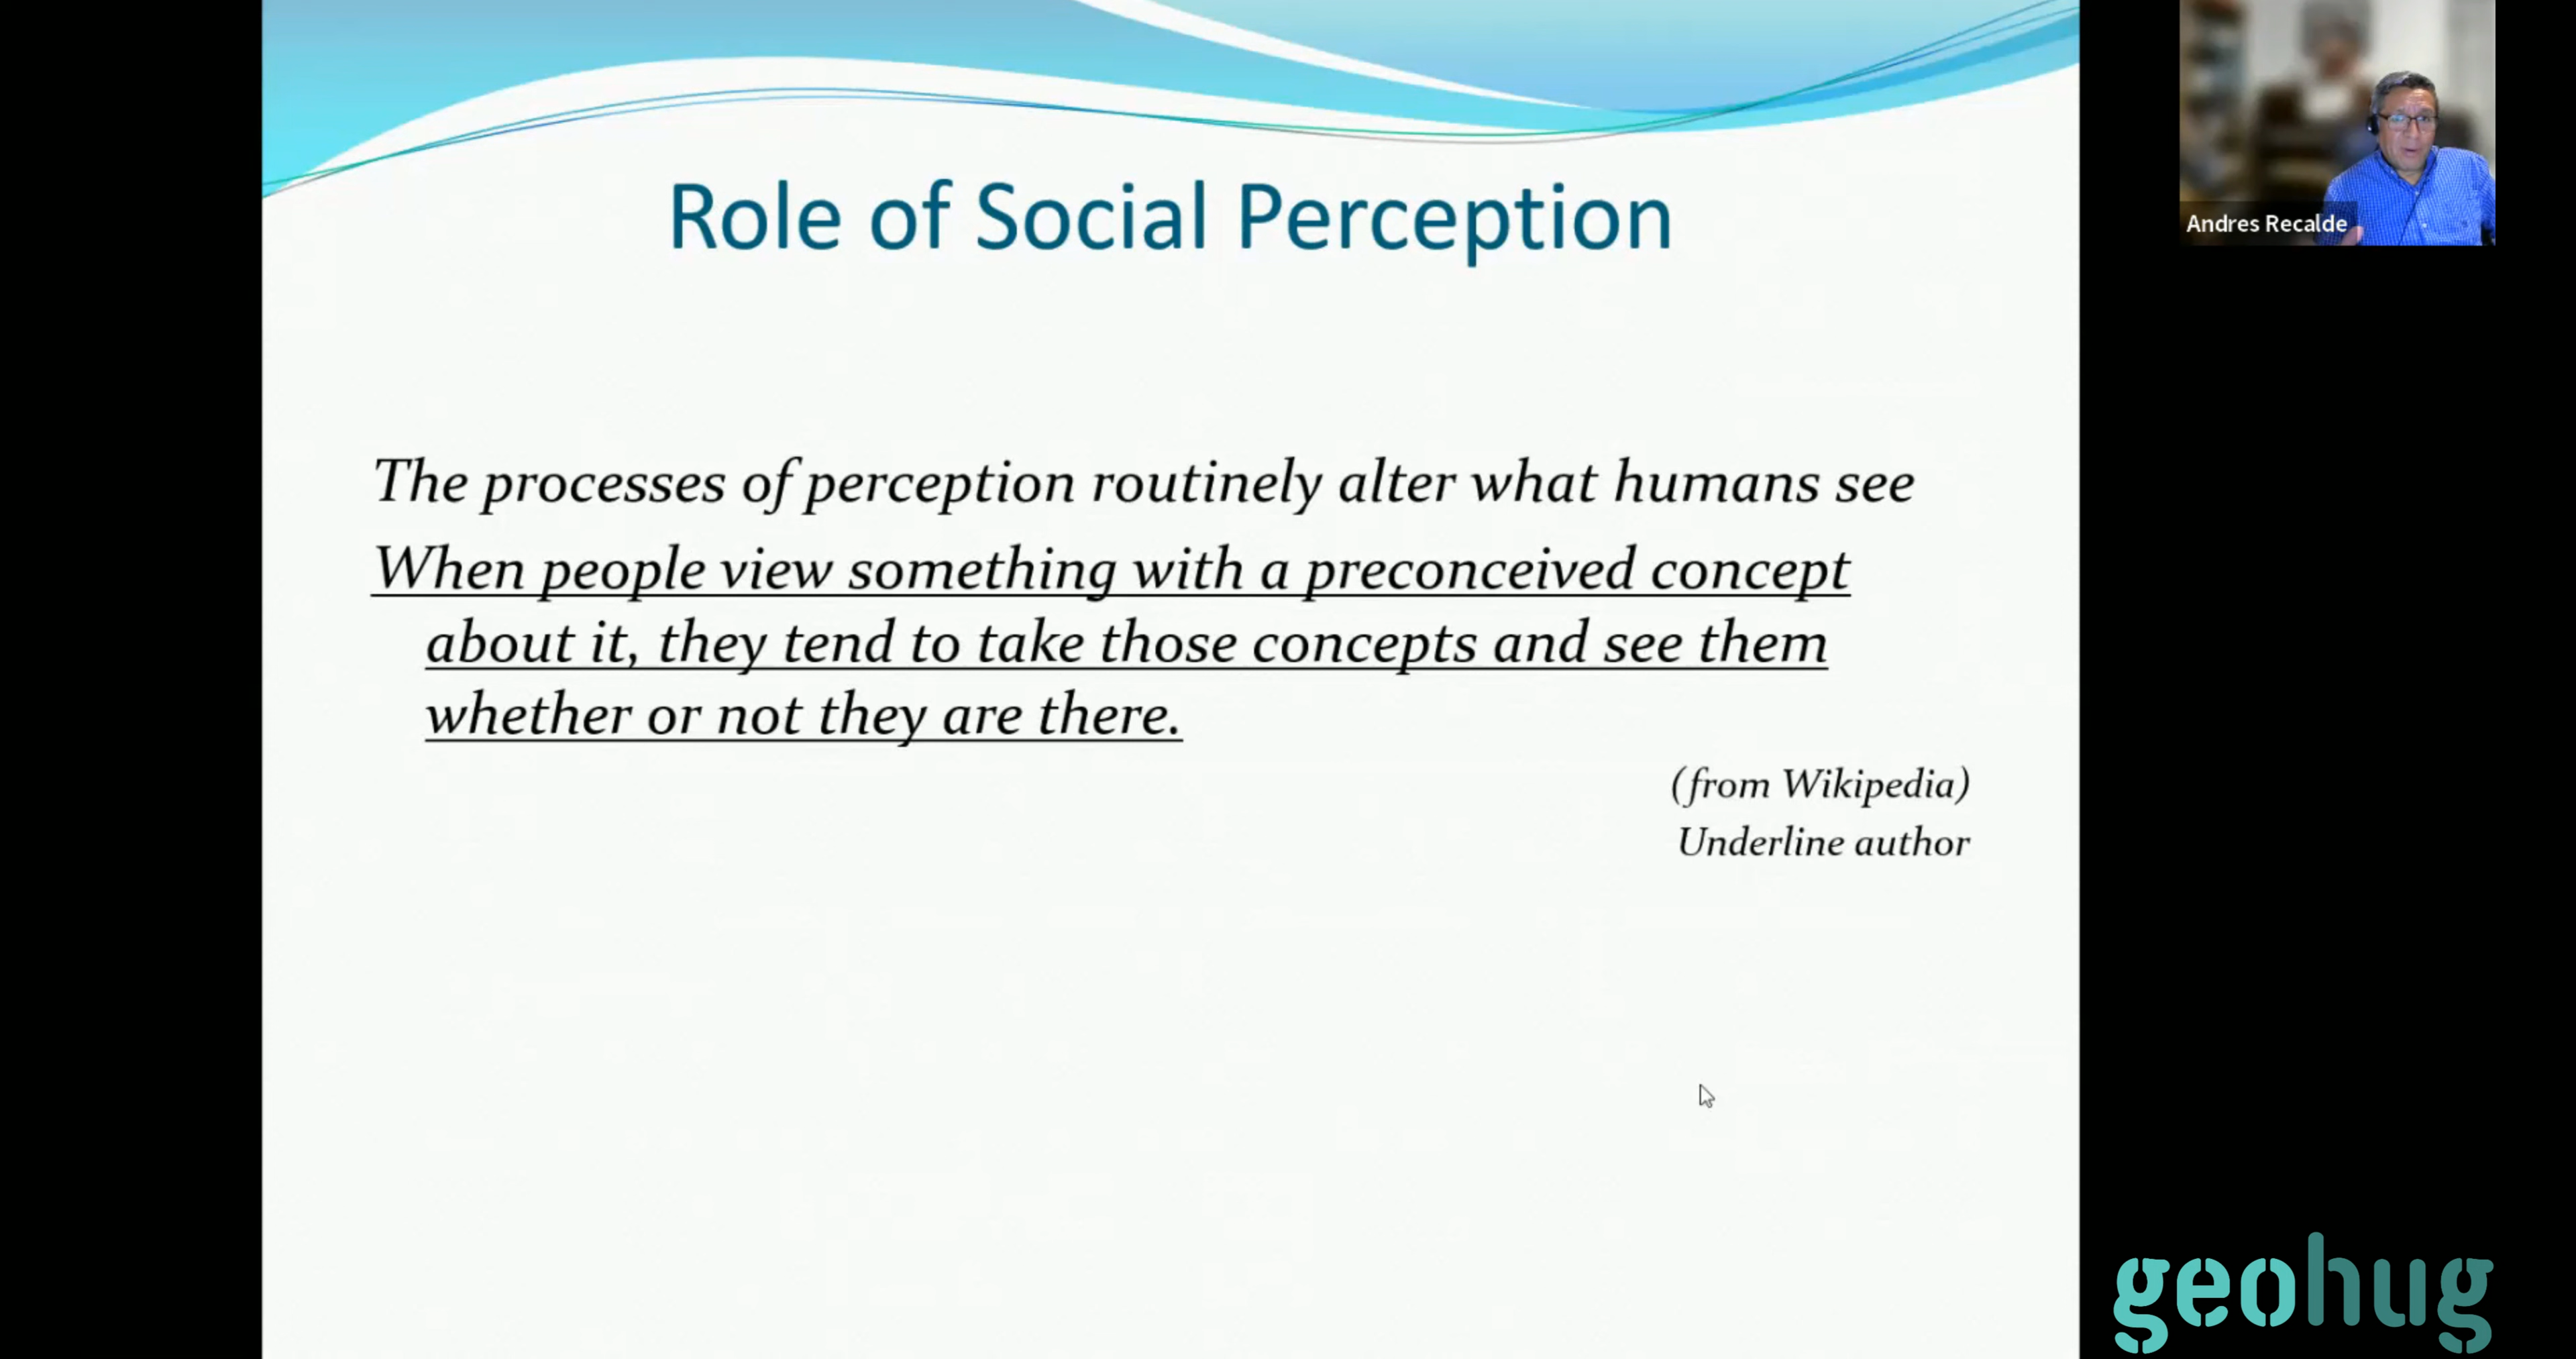 Role of Social Perception
The processes of perception routinely alter what humans see
When people view something with a preconceived concept
about it, they tend to take those concepts and see them
whether or not they are there.
(from Wikipedia)
Underline author
Andres Recalde
geohug